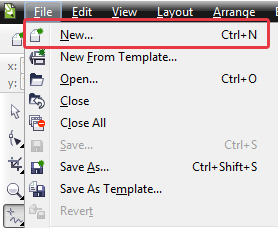 File Edit View Layout Arrange
New... Ctrl+N
x: New From Template...
y: Open... Ctrl+O
Close
Close All
Save... Ctrl+S
Save As... Ctrl+Shift+S
Save As Template...
Revert